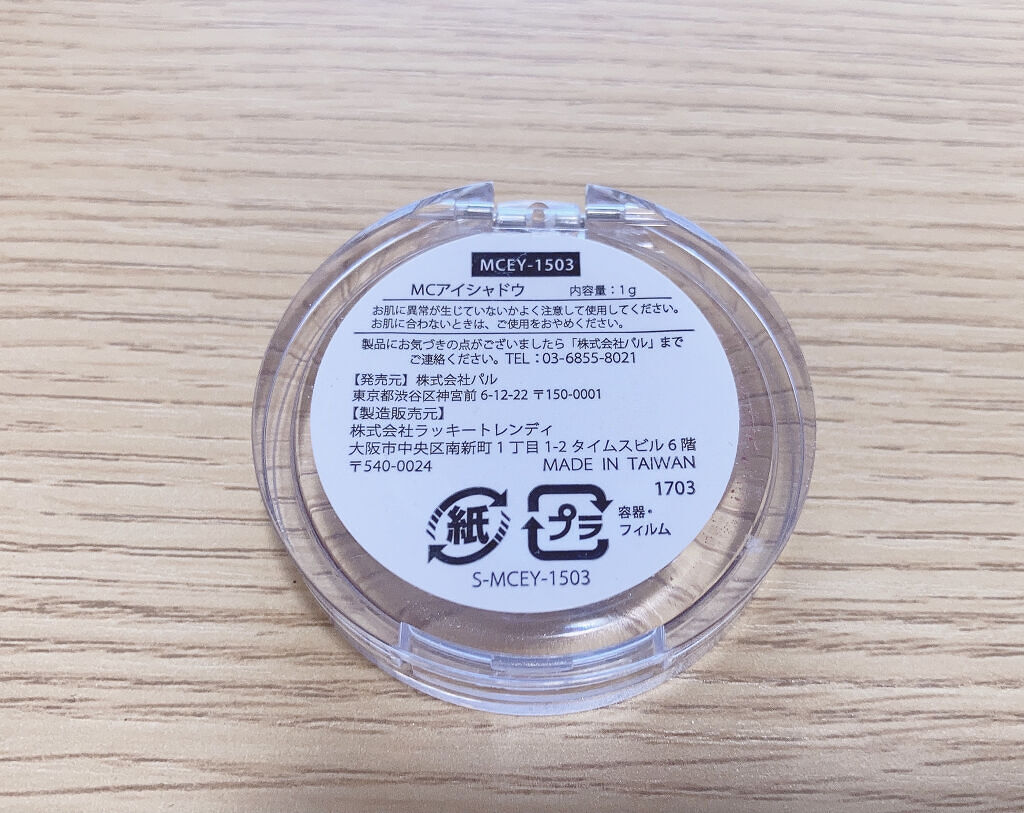 MCEY-1503
MCアイシャドウ 内容量：1g
お肌に異常が生じていないかよく注意して使用してください。
お肌に合わないときは、ご使用をおやめください。
製品にお気づきの点がございましたら「株式会社パル」まで
ご連絡ください。TEL：03-6855-8021
【発売元】株式会社パル
東京都渋谷区神宮前 6-12-22 〒150-0001
【製造販売元】
株式会社ラッキートレンディ
大阪市中央区南新町1丁目1-2 タイムスビル6階
〒540-0024 MADE IN TAIWAN
1703
紙 プラ 容器・
フィルム
S-MCEY-1503